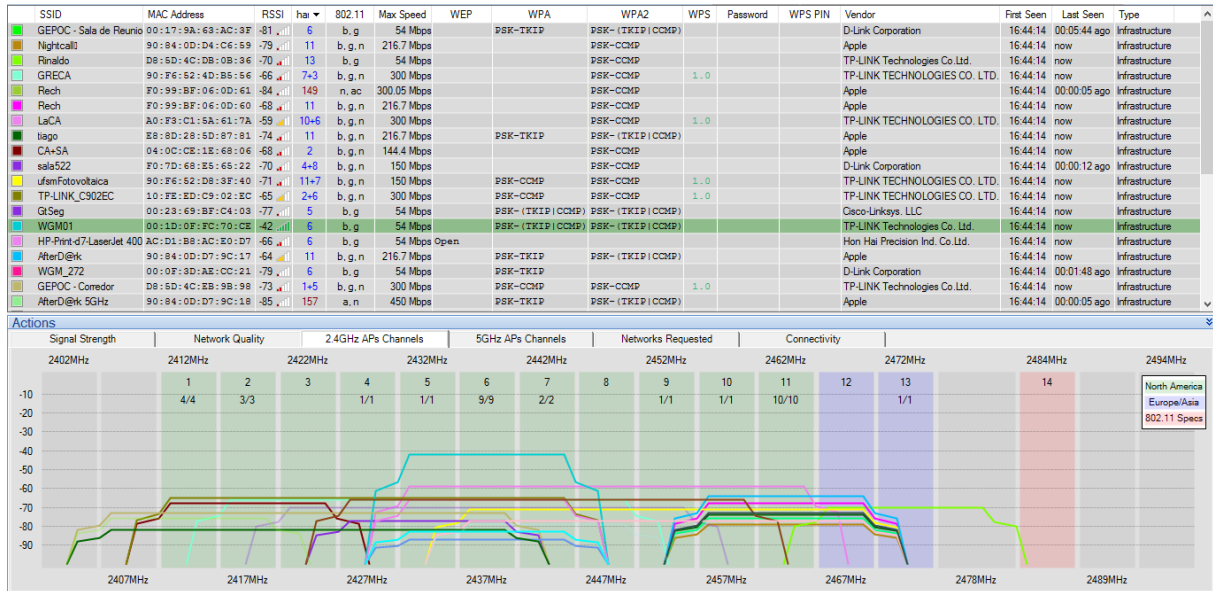 SSID MAC Address RSSI hai 802.11 Max Speed WEP WPA WPA2 WPS Password WPS PIN Vendor First Seen Last Seen Type
GEPOC - Sala de Reunio 00:17:9A:63:AC:3F -81 6 b, g 54 Mbps PSK-TKIP PSK-(TKIP|CCMP) D-Link Corporation 16:44:14 00:05:44 ago Infrastructure
Nightcall 90:84:0D:D4:C6:59 -79 11 b, g, n 216.7 Mbps PSK-CCMP Apple 16:44:14 now Infrastructure
Rinaldo D8:5D:4C:DB:0B:36 -70 13 b, g 54 Mbps PSK-CCMP TP-LINK Technologies Co.Ltd. 16:44:14 now Infrastructure
GRECA 90:F6:52:4D:B5:56 -66 7+3 b, g, n 300 Mbps PSK-CCMP 1.0 TP-LINK TECHNOLOGIES CO. LTD. 16:44:14 now Infrastructure
Rech F0:99:BF:06:0D:61 -84 149 n, ac 300.05 Mbps PSK-CCMP Apple 16:44:14 00:00:05 ago Infrastructure
Rech F0:99:BF:06:0D:60 -68 11 b, g, n 216.7 Mbps PSK-CCMP Apple 16:44:14 now Infrastructure
LaCA A0:F3:C1:5A:61:7A -59 10+6 b, g, n 300 Mbps PSK-CCMP 1.0 TP-LINK TECHNOLOGIES CO. LTD. 16:44:14 now Infrastructure
tiago E8:8D:28:5D:87:81 -74 11 b, g, n 216.7 Mbps PSK-TKIP PSK-(TKIP|CCMP) Apple 16:44:14 now Infrastructure
CA+SA 04:0C:CE:1E:68:06 -68 2 b, g, n 144.4 Mbps PSK-CCMP Apple 16:44:14 now Infrastructure
sala522 F0:7D:68:E5:65:22 -70 4+8 b, g, n 150 Mbps PSK-CCMP D-Link Corporation 16:44:14 00:00:12 ago Infrastructure
ufsmFotovoltaica 90:F6:52:D8:3F:40 -71 11+7 b, g, n 150 Mbps PSK-CCMP PSK-CCMP 1.0 TP-LINK TECHNOLOGIES CO. LTD. 16:44:14 now Infrastructure
TP-LINK_C902EC 10:FE:ED:C9:02:EC -65 2+6 b, g, n 300 Mbps PSK-CCMP PSK-CCMP 1.0 TP-LINK TECHNOLOGIES CO. LTD. 16:44:14 now Infrastructure
GtSeg 00:23:69:BF:C4:03 -77 5 b, g 54 Mbps PSK-(TKIP|CCMP) PSK-(TKIP|CCMP) Cisco-Linksys. LLC 16:44:14 now Infrastructure
WGM01 00:1D:0F:FC:70:CE -42 6 b, g 54 Mbps PSK-(TKIP|CCMP) PSK-(TKIP|CCMP) TP-LINK Technologies Co. Ltd. 16:44:14 now Infrastructure
HP-Print-d7-LaserJet 400 AC:D1:B8:AC:E0:D7 -66 6 b, g 54 Mbps Open Hon Hai Precision Ind. Co.Ltd. 16:44:14 now Infrastructure
AfterD@rk 90:84:0D:D7:9C:17 -64 11 b, g, n 216.7 Mbps PSK-TKIP PSK-(TKIP|CCMP) Apple 16:44:14 now Infrastructure
WGM_272 00:0F:3D:AE:CC:21 -79 6 b, g 54 Mbps PSK-TKIP D-Link Corporation 16:44:14 00:01:48 ago Infrastructure
GEPOC - Corredor D8:5D:4C:EB:9B:98 -73 1+5 b, g, n 300 Mbps PSK-CCMP 1.0 TP-LINK Technologies Co.Ltd. 16:44:14 now Infrastructure
AfterD@rk 5GHz 90:84:0D:D7:9C:18 -85 157 a, n 450 Mbps PSK-TKIP PSK-(TKIP|CCMP) Apple 16:44:14 00:00:05 ago Infrastructure
Actions
Signal Strength Network Quality 2.4GHz APs Channels 5GHz APs Channels Networks Requested Connectivity
2402MHz 2412MHz 2422MHz 2432MHz 2442MHz 2452MHz 2462MHz 2472MHz 2484MHz 2494MHz
1 2 3 4 5 6 7 8 9 10 11 12 13 14
4/4 3/3 1/1 1/1 9/9 2/2 1/1 1/1 10/10 1/1
North America
Europe/Asia
802.11 Specs
-10
-20
-30
-40
-50
-60
-70
-80
-90
2407MHz 2417MHz 2427MHz 2437MHz 2447MHz 2457MHz 2467MHz 2478MHz 2489MHz